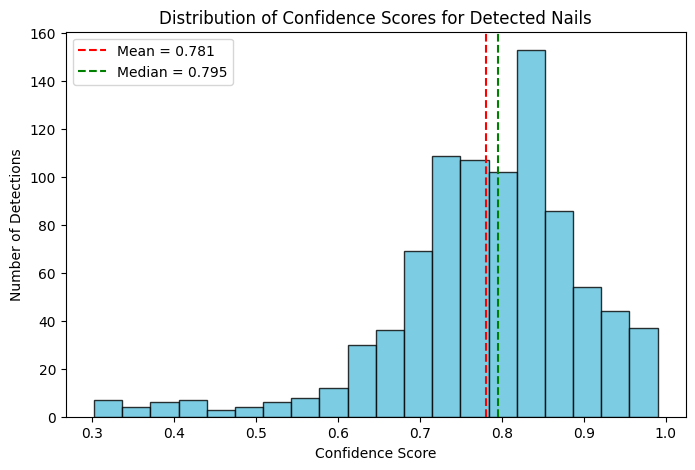 Distribution of Confidence Scores for Detected Nails
Mean = 0.781
Median = 0.795
Number of Detections
160
140
120
100
80
60
40
20
0
0.3 0.4 0.5 0.6 0.7 0.8 0.9 1.0
Confidence Score